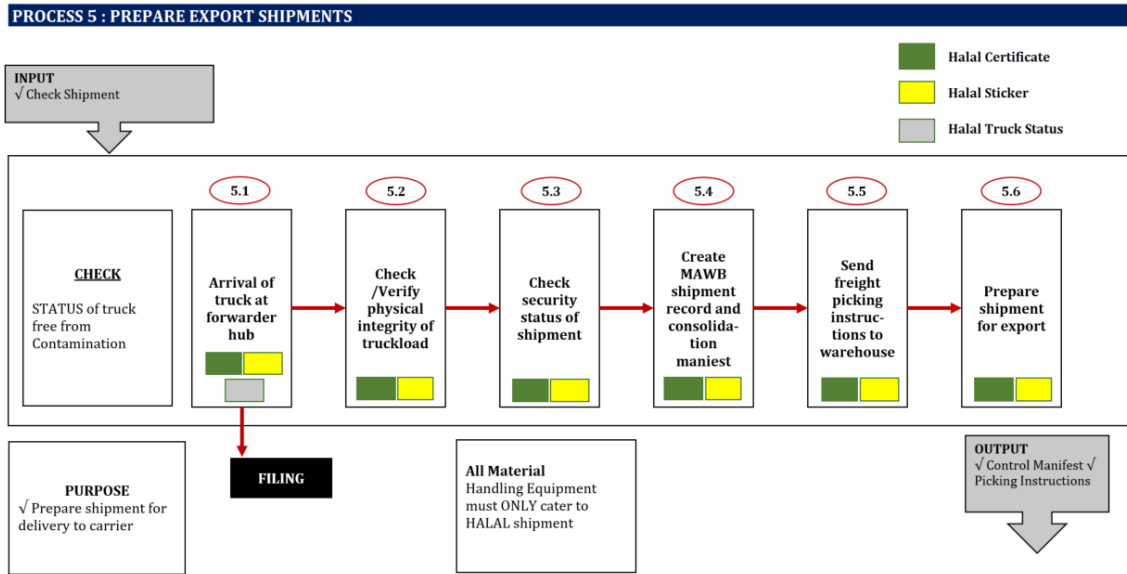 PROCESS 5 : PREPARE EXPORT SHIPMENTS
Halal Certificate
Halal Sticker
Halal Truck Status
INPUT
√ Check Shipment
5.1
5.2
5.3
5.4
5.5
5.6
CHECK
STATUS of truck
free from
Contamination
Arrival of
truck at
forwarder
hub
Check
/Verify
physical
integrity of
truckload
Check
security
status of
shipment
Create
MAWB
shipment
record and
consolida-
tion
maniest
Send
freight
picking
instruc-
tions to
warehouse
Prepare
shipment
for export
PURPOSE
√ Prepare shipment for
delivery to carrier
FILING
All Material
Handling Equipment
must ONLY cater to
HALAL shipment
OUTPUT
√ Control Manifest √
Picking Instructions